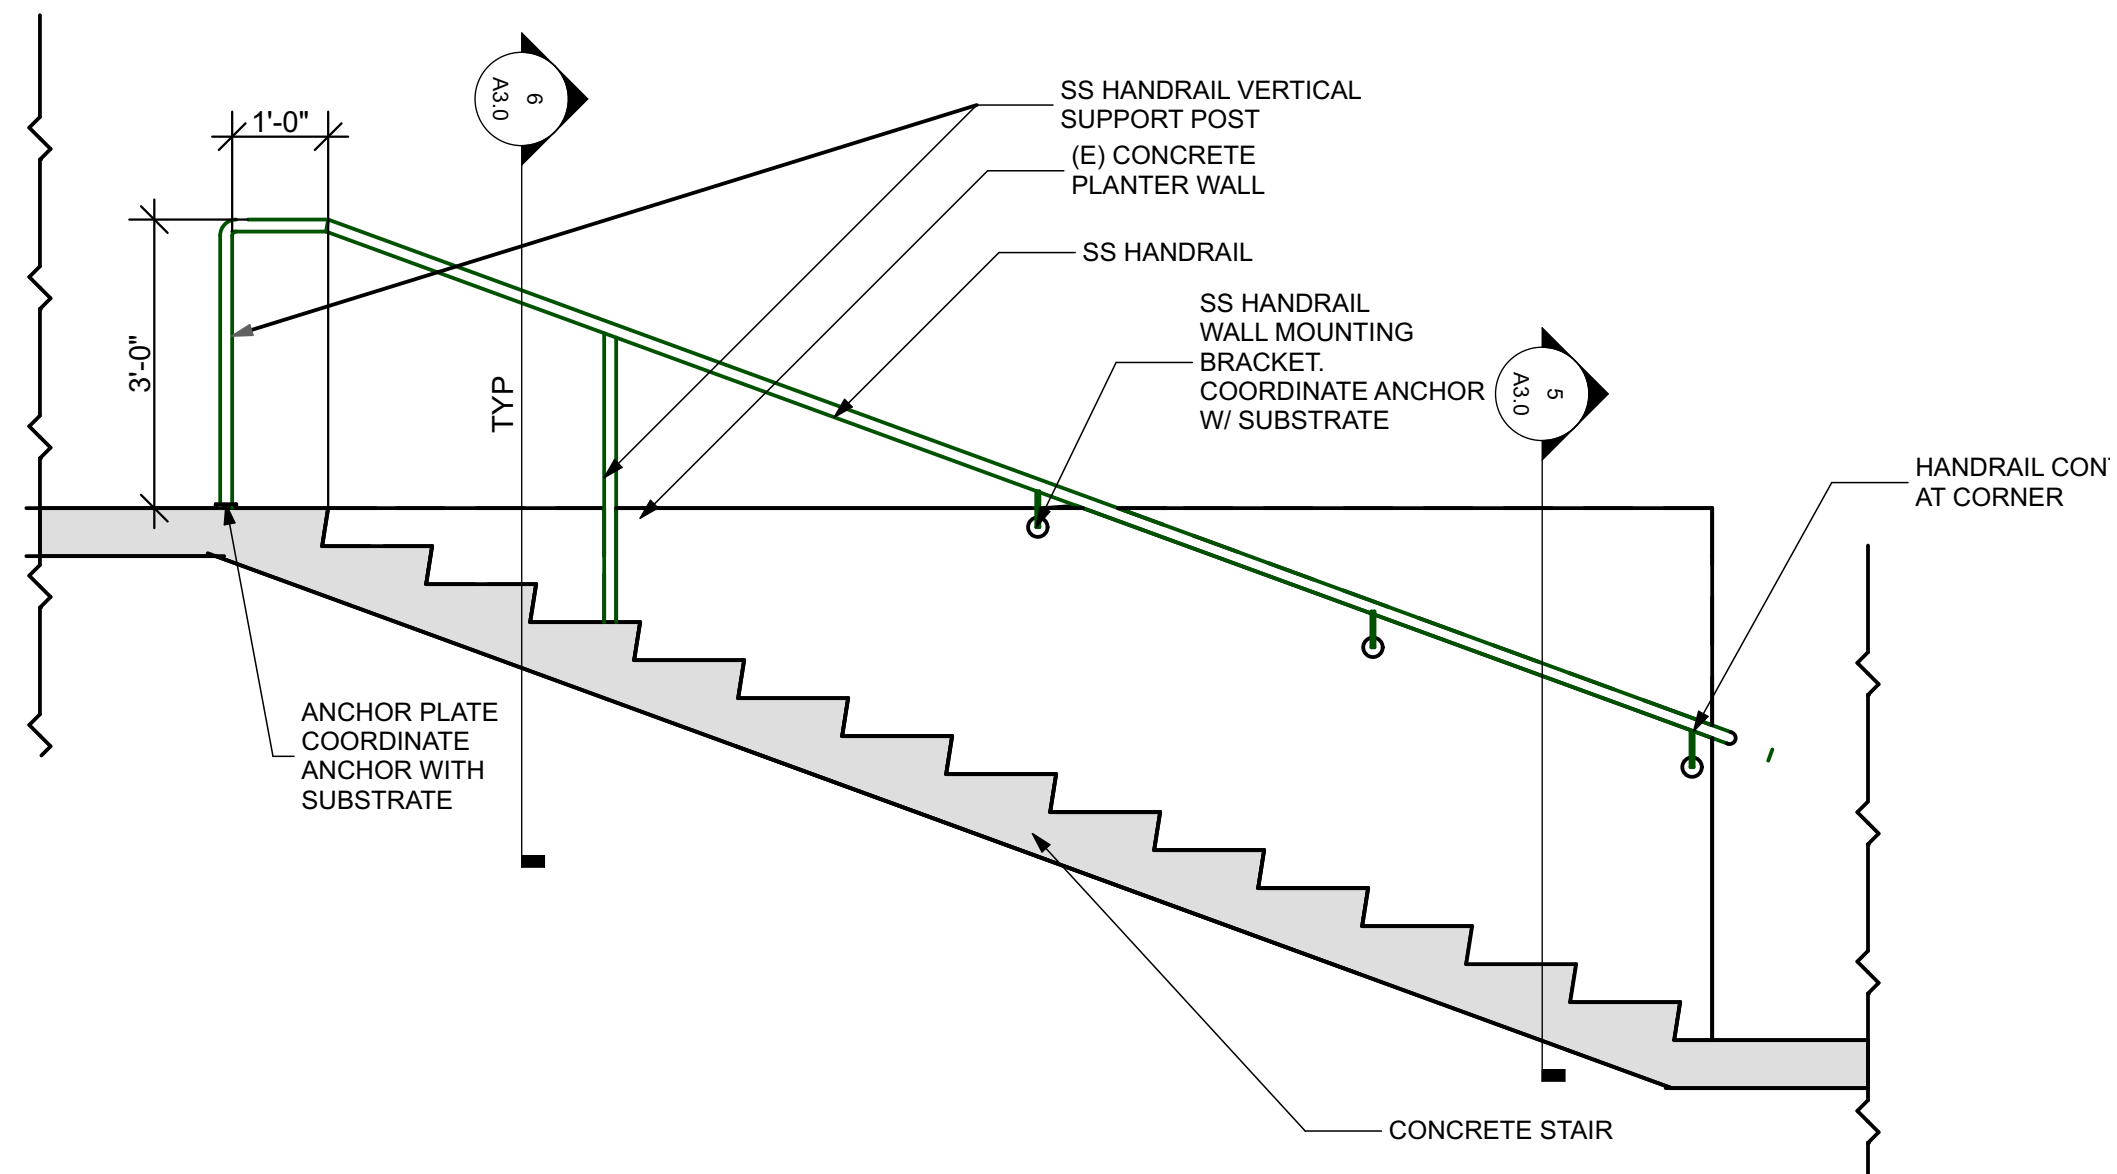 6
A3.0
1'-0"
SS HANDRAIL VERTICAL
SUPPORT POST
(E) CONCRETE
PLANTER WALL
SS HANDRAIL
SS HANDRAIL
WALL MOUNTING
BRACKET.
COORDINATE ANCHOR
W/ SUBSTRATE
3'-0"
TYP
5
A3.0
HANDRAIL
AT CORNER
ANCHOR PLATE
COORDINATE
ANCHOR WITH
SUBSTRATE
CONCRETE STAIR